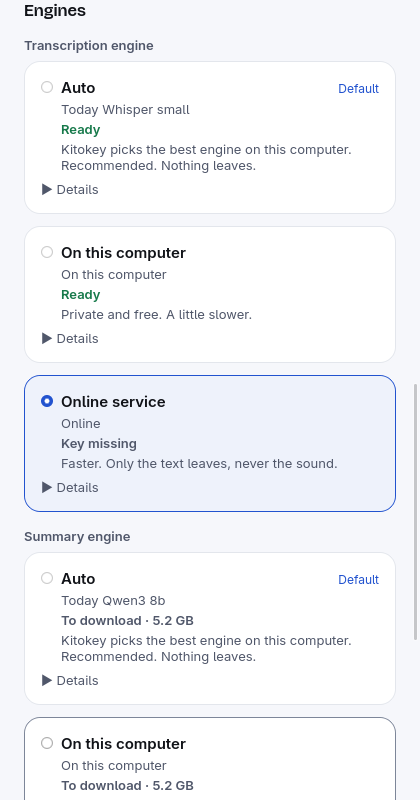 Engines
Transcription engine
Auto
Default
Today Whisper small
Ready
Kitokey picks the best engine on this computer.
Recommended. Nothing leaves.
▶ Details
On this computer
On this computer
Ready
Private and free. A little slower.
▶ Details
Online service
Online
Key missing
Faster. Only the text leaves, never the sound.
▶ Details
Summary engine
Auto
Default
Today Qwen3 8b
To download · 5.2 GB
Kitokey picks the best engine on this computer.
Recommended. Nothing leaves.
▶ Details
On this computer
On this computer
To download · 5.2 GB